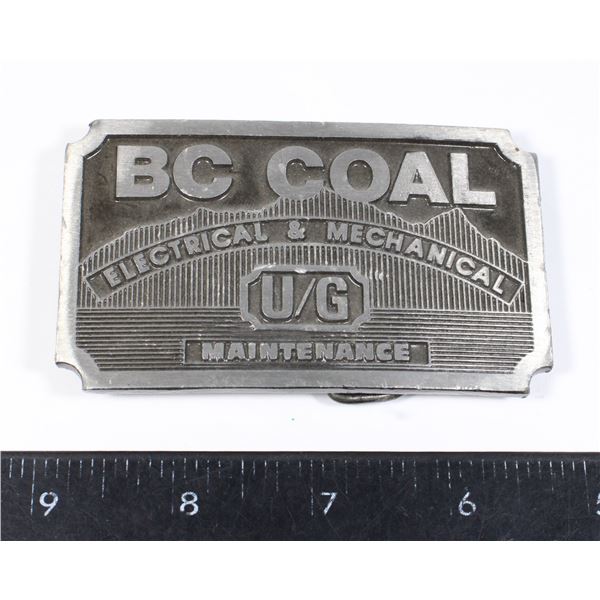 BC COAL
ELECTRICAL & MECHANICAL
U/G
MAINTENANCE
9 8 7 6